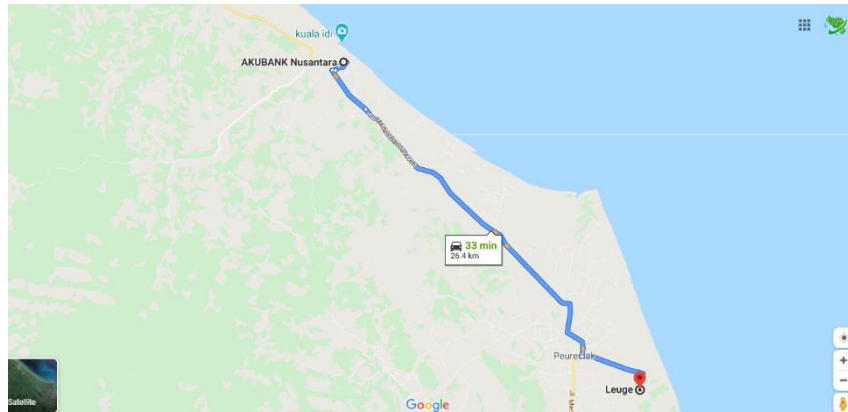 kuala idi
AKUBANK Nusantara
33 min
26.4 km
Peureulak
Leuge
Satellite
Google